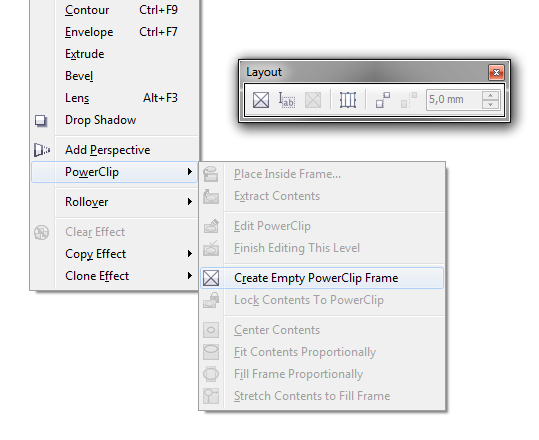 Contour Ctrl+F9
Envelope Ctrl+F7
Extrude
Bevel
Lens Alt+F3
Drop Shadow
Add Perspective
PowerClip
Rollover
Clear Effect
Copy Effect
Clone Effect
Layout
ab
5,0 mm
Place Inside Frame...
Extract Contents
Edit PowerClip
Finish Editing This Level
Create Empty PowerClip Frame
Lock Contents To PowerClip
Center Contents
Fit Contents Proportionally
Fill Frame Proportionally
Stretch Contents to Fill Frame